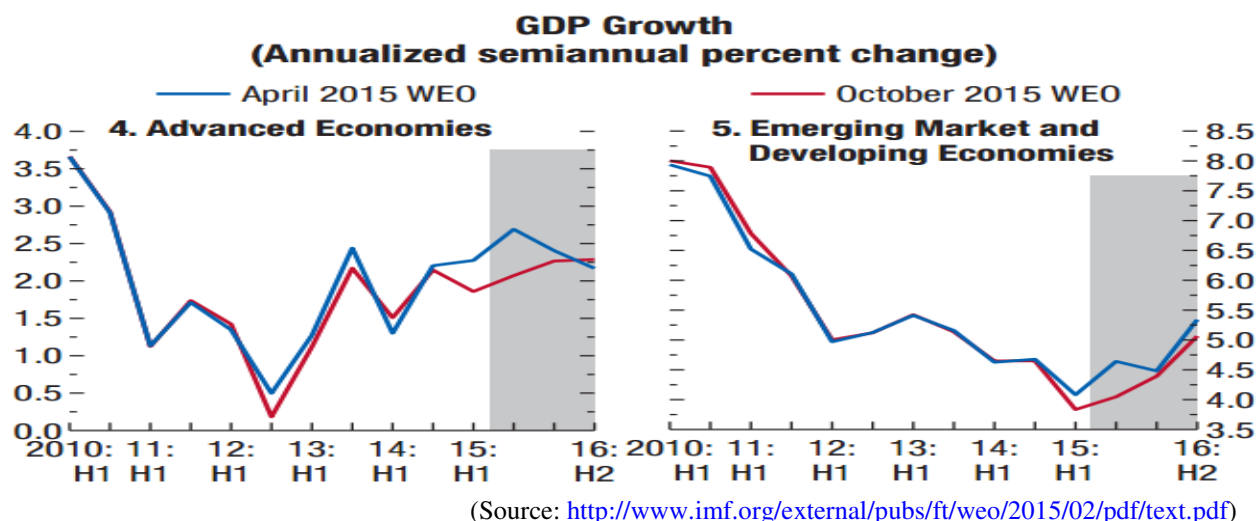 GDP Growth
(Annualized semiannual percent change)
April 2015 WEO
October 2015 WEO
4. Advanced Economies
4.0
3.5
3.0
2.5
2.0
1.5
1.0
0.5
0.0
2010: 11: 12: 13: 14: 15: 16:
H1 H1 H1 H1 H1 H1 H2
5. Emerging Market and
Developing Economies
8.5
8.0
7.5
7.0
6.5
6.0
5.5
5.0
4.5
4.0
3.5
2010: 11: 12: 13: 14: 15: 16:
H1 H1 H1 H1 H1 H1 H2
(Source: http://www.imf.org/external/pubs/ft/weo/2015/02/pdf/text.pdf)